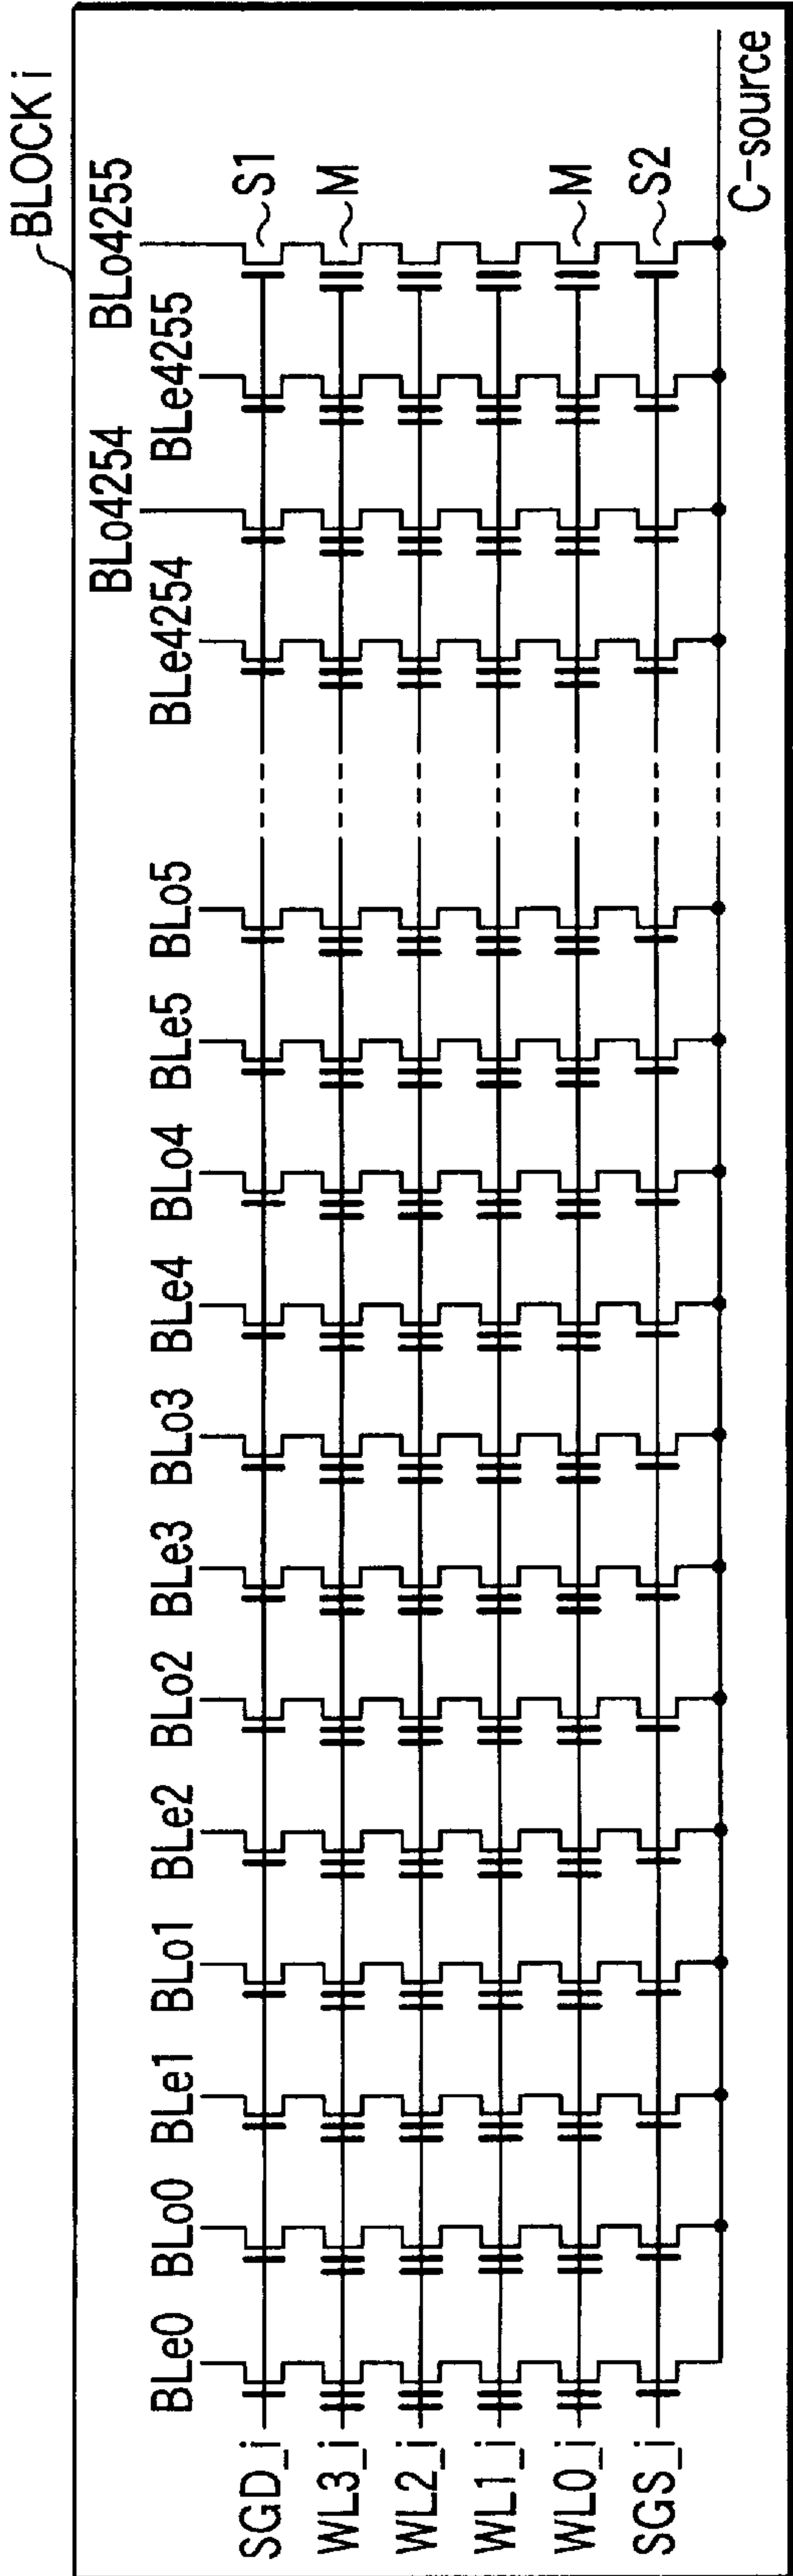 BLOCK i
BLe0 BLo0 BLe1 BLo1 BLe2 BLo2 BLe3 BLo3 BLe4 BLo4 BLe5 BLo5 BLe4254 BLo4254 BLe4255 BLo4255
SGD_i S1
WL3_i M
WL2_i
WL1_i
WL0_i M
SGS_i S2
C-source